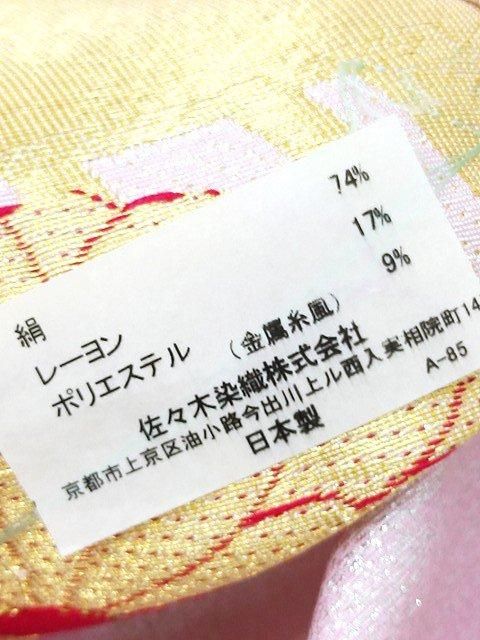 絹 74%
レーヨン 17%
ポリエステル (金属糸風) 9%
佐々木染織株式会社
京都市上京区油小路今出川上ル西入実相院町14
A-85
日本製